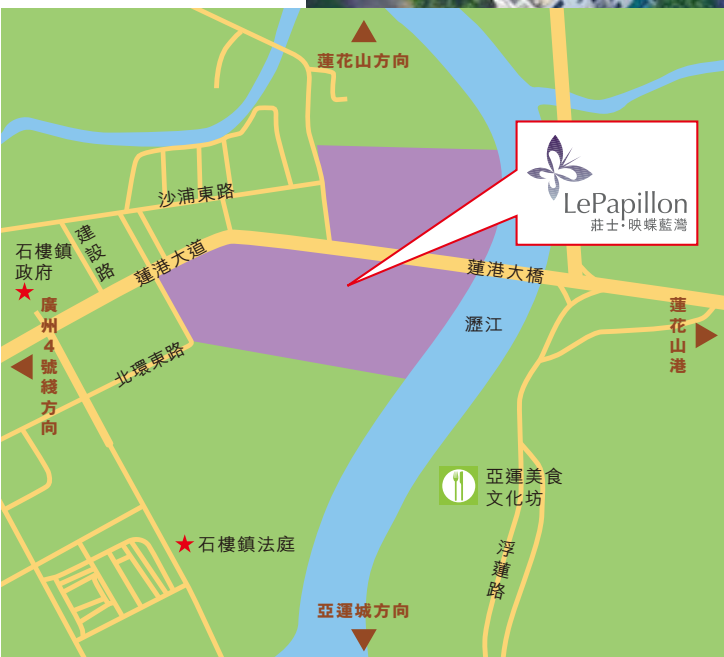 蓮花山方向
LePapillon
莊士·映蝶藍灣
沙浦東路
建設路
石樓鎮
政府
蓮港大道
蓮港大橋
廣州4號綫方向
瀝江
蓮花山港
北環東路
亞運美食
文化坊
石樓鎮法庭
浮蓮路
亞運城方向